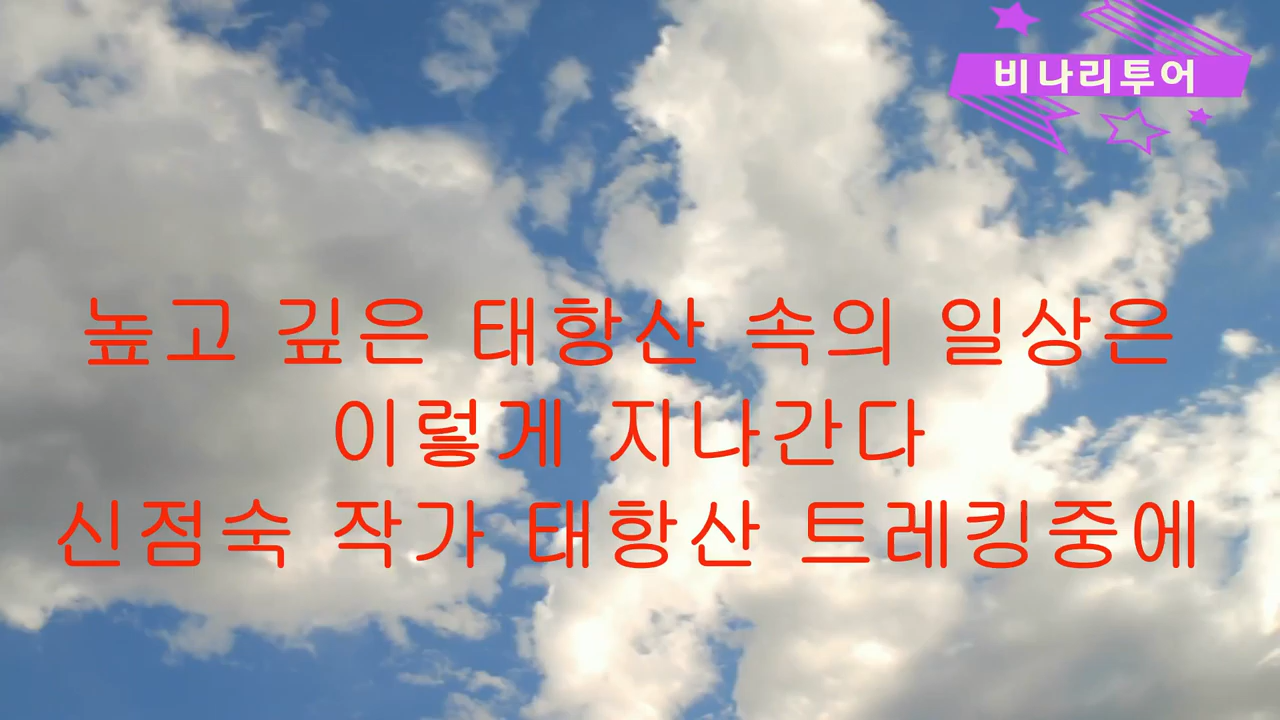 비나리투어
높고 깊은 태항산 속의 일상은
이렇게 지나간다
신점숙 작가 태항산 트레킹중에